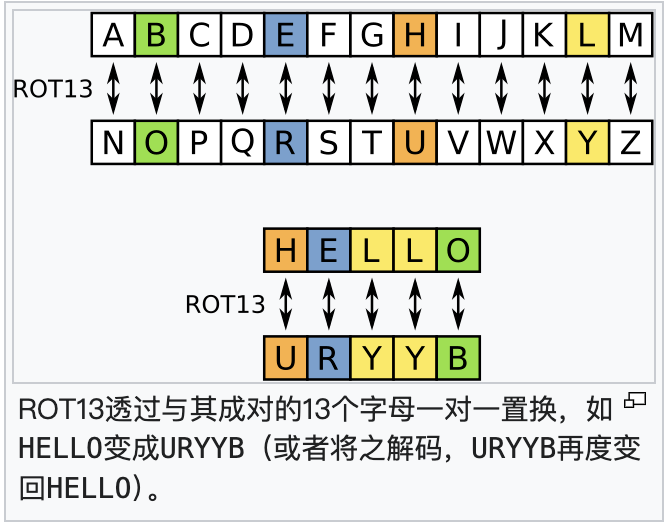 A B C D E F G H I J K L M
ROT13
N O P Q R S T U V W X Y Z
H E L L O
ROT13
U R Y Y B
ROT13透过与其成对的13个字母一对一置换，如
HELLO变成URYYB（或者将之解码，URYYB再度变
回HELLO）。